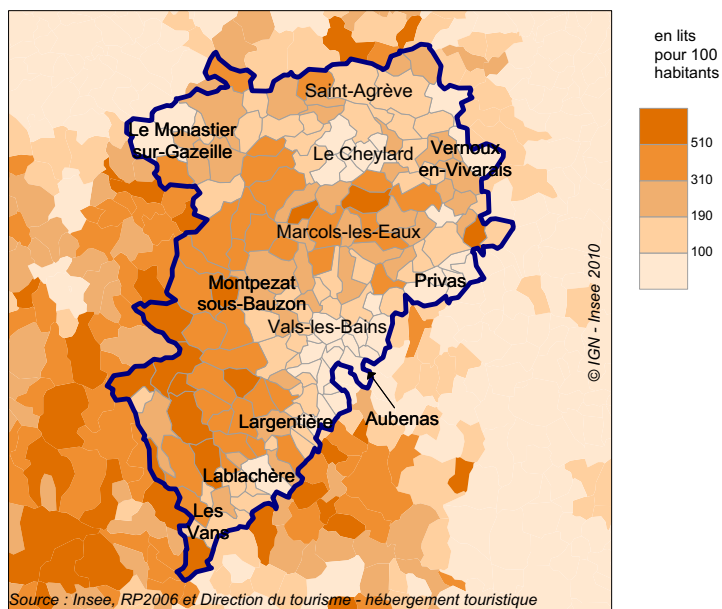 en lits
pour 100
habitants
510
310
190
100
Saint-Agrève
Le Monastier
sur-Gazeille
Le Cheylard
Vernoux
en-Vivarais
Marcols-les-Eaux
Montpezat
sous-Bauzon
Privas
Vals-les-Bains
Aubenas
Largentière
Lablachère
Les
Vans
© IGN - Insee 2010
Source : Insee, RP2006 et Direction du tourisme - hébergement touristique